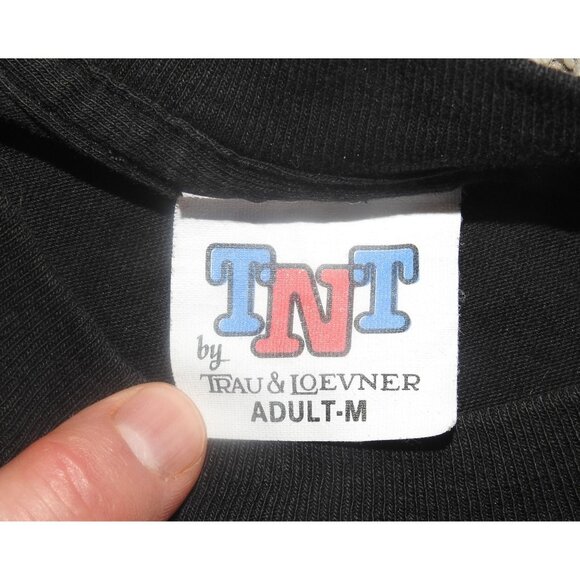 TNT
by
TRAU & LOEVNER
ADULT-M